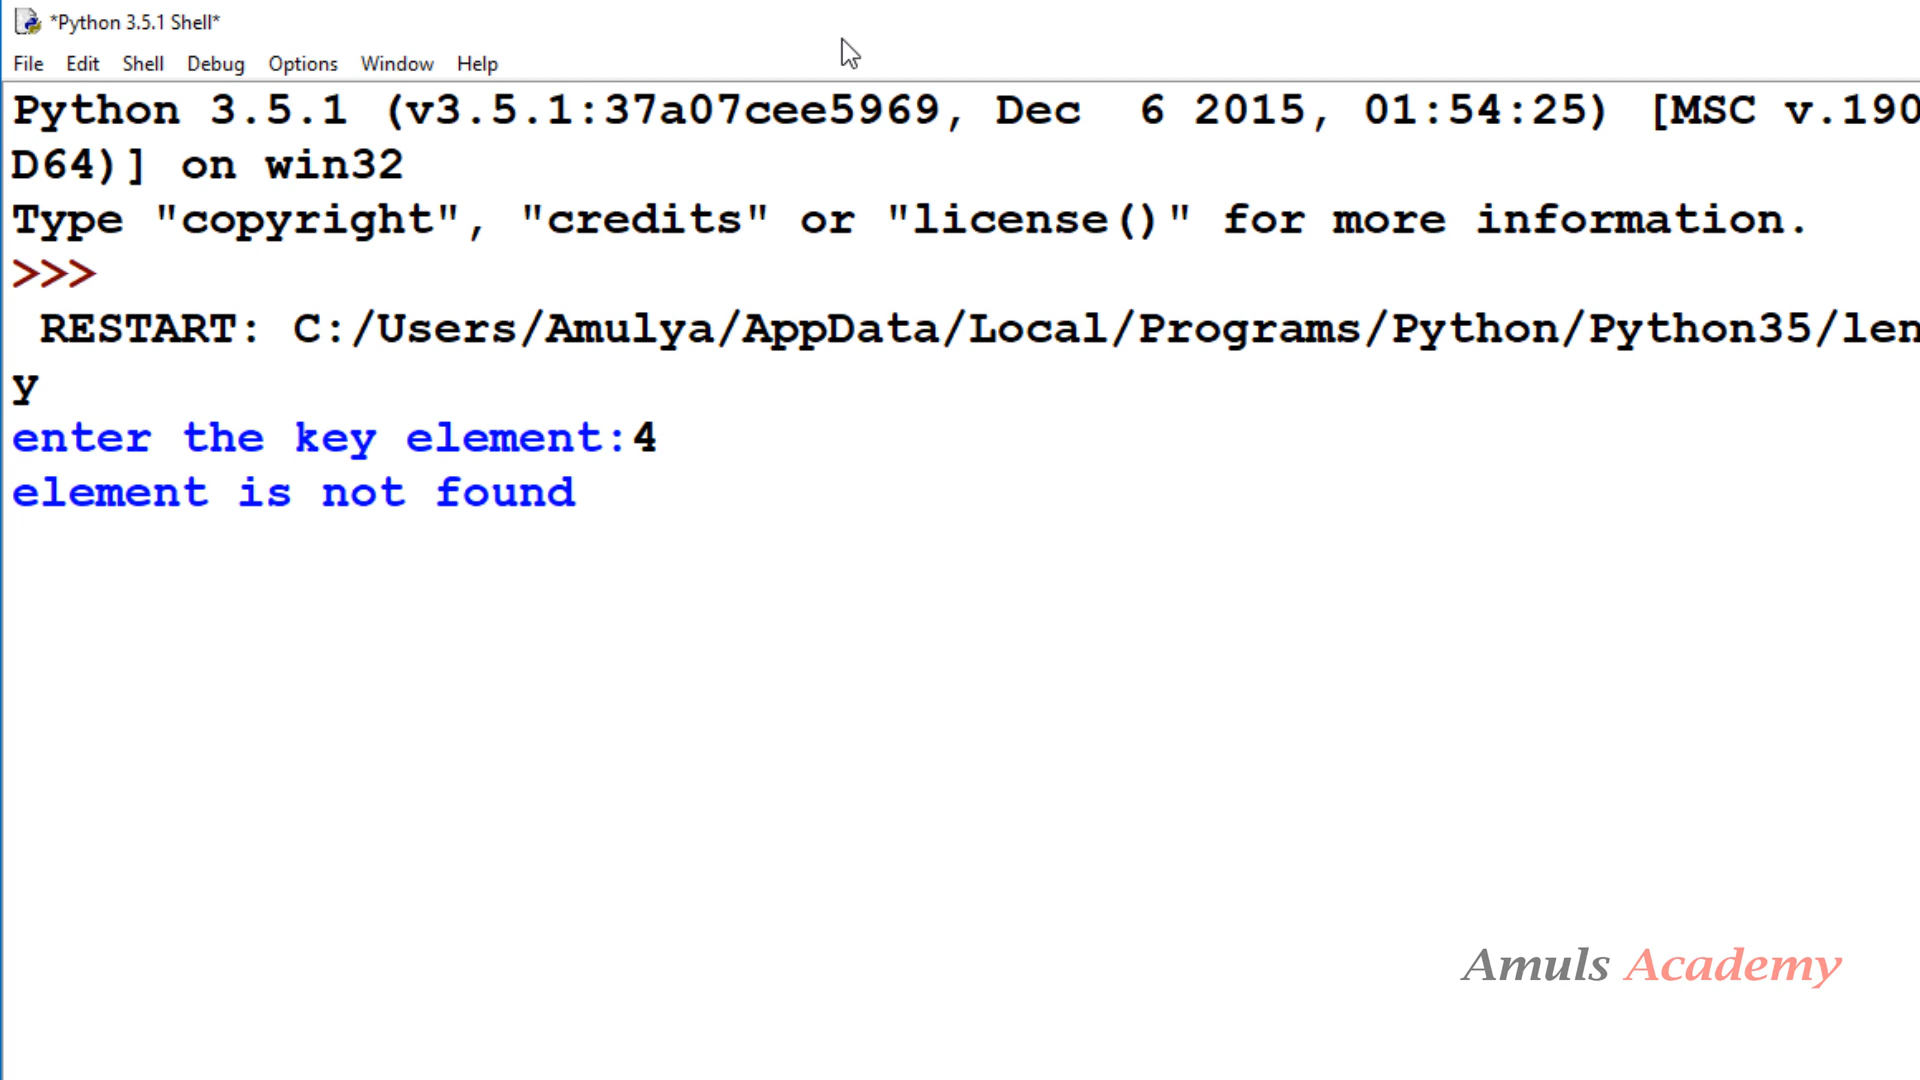 *Python 3.5.1 Shell*
File Edit Shell Debug Options Window Help
Python 3.5.1 (v3.5.1:37a07cee5969, Dec  6 2015, 01:54:25) [MSC v.190
D64)] on win32
Type "copyright", "credits" or "license()" for more information.
>>>
 RESTART: C:/Users/Amulya/AppData/Local/Programs/Python/Python35/len
y
enter the key element:4
element is not found
Amuls Academy